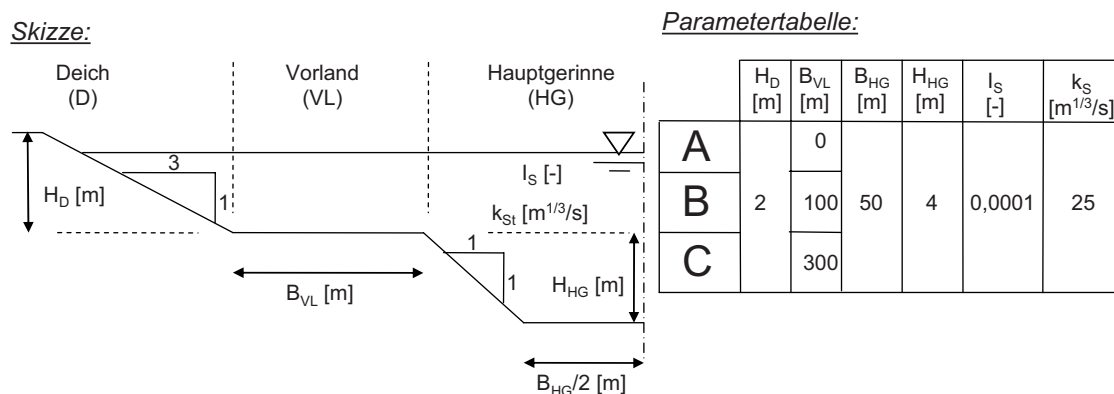 Skizze:
Deich
(D)
Vorland
(VL)
Hauptgerinne
(HG)
3
1
H_D [m]
I_S [-]
k_St [m^1/3/s]
1
1
H_HG [m]
B_VL [m]
B_HG/2 [m]
Parametertabelle:
H_D [m] B_VL [m] B_HG [m] H_HG [m] I_S [-] k_S [m^1/3/s]
A 0
B 2 100 50 4 0,0001 25
C 300